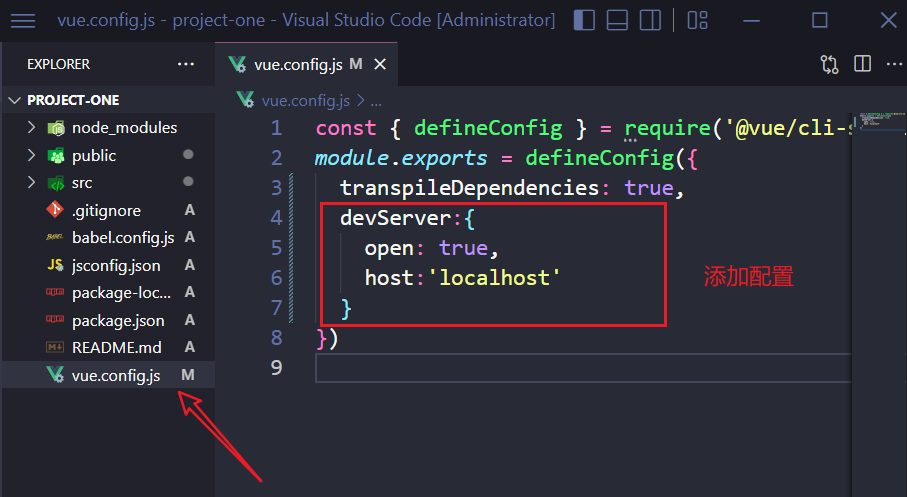 vue.config.js - project-one - Visual Studio Code [Administrator]
EXPLORER
vue.config.js M
PROJECT-ONE
vue.config.js > ...
node_modules
public
src
.gitignore A
babel.config.js A
jsconfig.json A
package-loc... A
package.json A
README.md A
vue.config.js M
1 const { defineConfig } = require('@vue/cli-s
2 module.exports = defineConfig({
3 transpileDependencies: true,
4 devServer:{
5 open: true,
6 host:'localhost'
7 }
8 })
9
添加配置